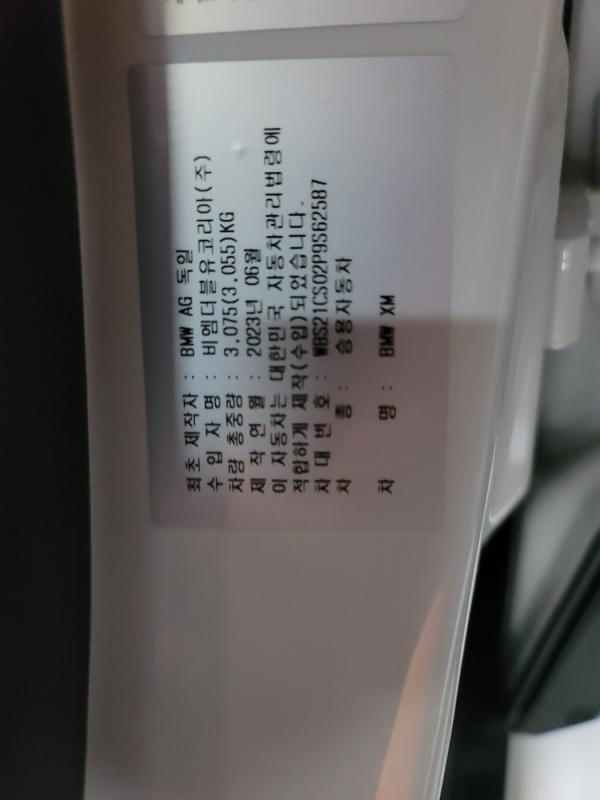 최초 제작자 : BMW AG 독일
수 입 자 명 : 비엠더블유코리아(주)
차량 총중량 : 3,075(3,055)KG
제 작 연 월 : 2023년 06월
이 자동차는 대한민국 자동차관리법령에
적합하게 제작(수입)되었습니다.
차 대 번 호 : WBS21CS02P9S62587
차 종 : 승용자동차
차 명 : BMW XM